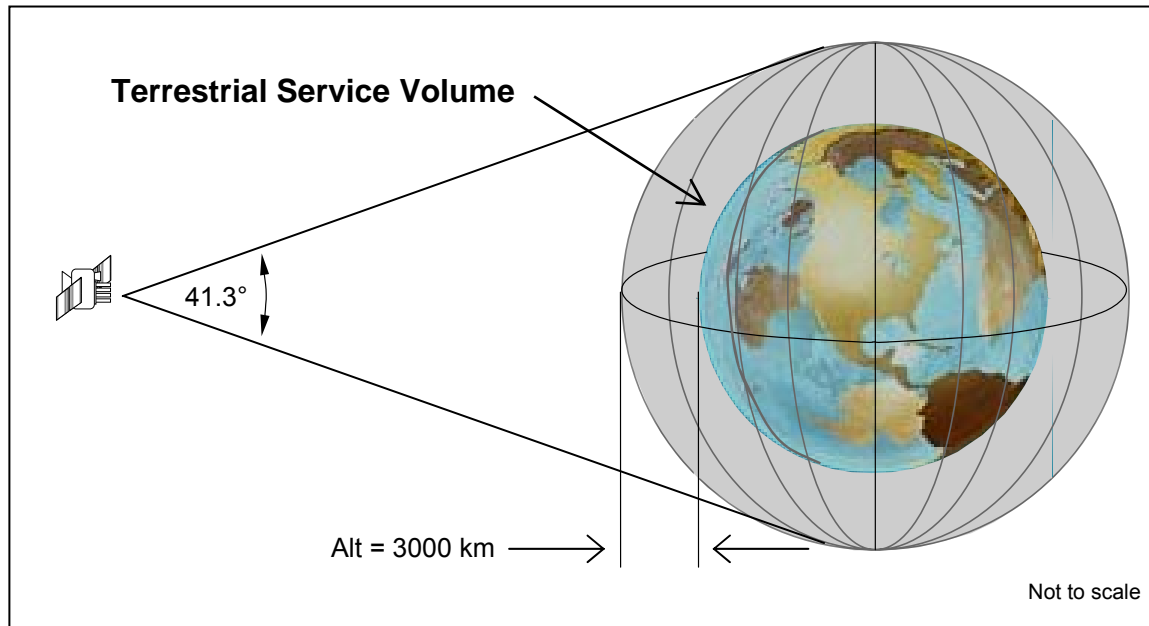 Terrestrial Service Volume
41.3°
Alt = 3000 km
Not to scale